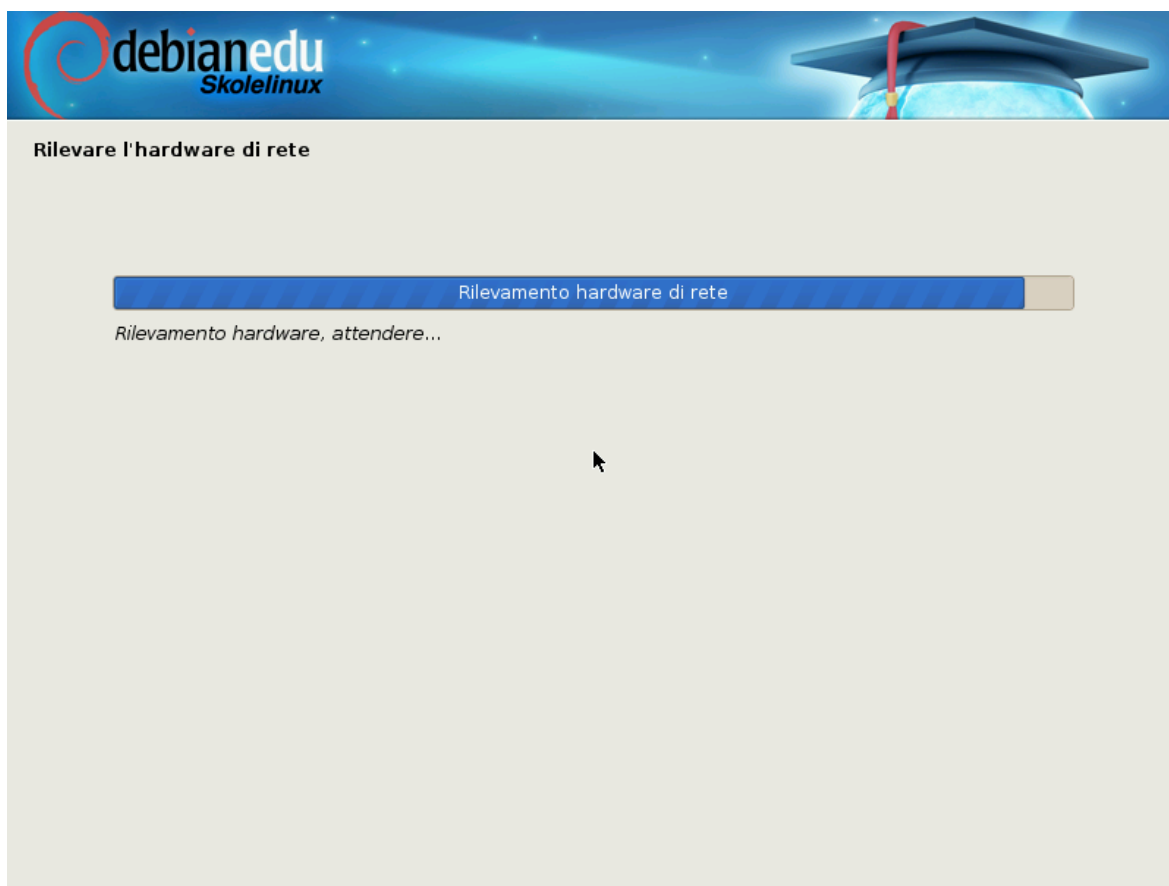 debianedu
Skolelinux
Rilevare l'hardware di rete
Rilevamento hardware di rete
Rilevamento hardware, attendere...